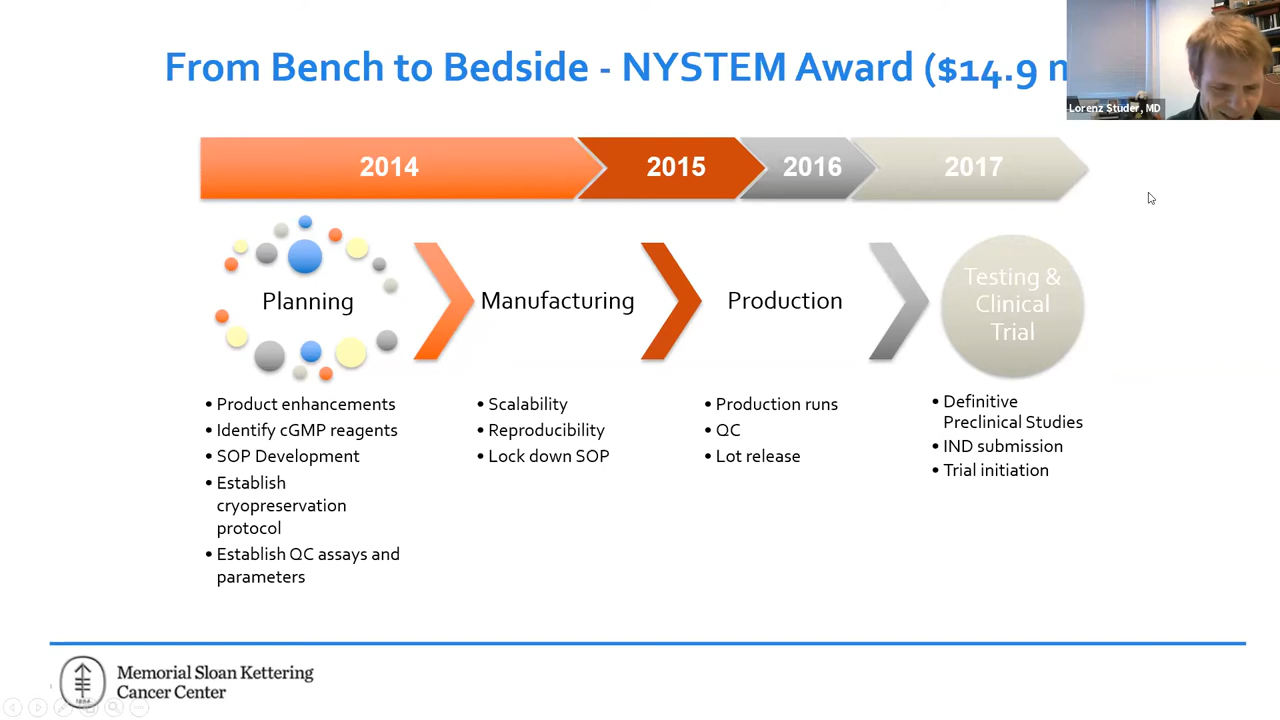 From Bench to Bedside - NYSTEM Award ($14.9
Lorenz Studer, MD
2014
2015
2016
2017
Planning
Manufacturing
Production
Testing &
Clinical
Trial
• Product enhancements
• Identify cGMP reagents
• SOP Development
• Establish
cryopreservation
protocol
• Establish QC assays and
parameters
• Scalability
• Reproducibility
• Lock down SOP
• Production runs
• QC
• Lot release
• Definitive
Preclinical Studies
• IND submission
• Trial initiation
Memorial Sloan Kettering
Cancer Center
1884